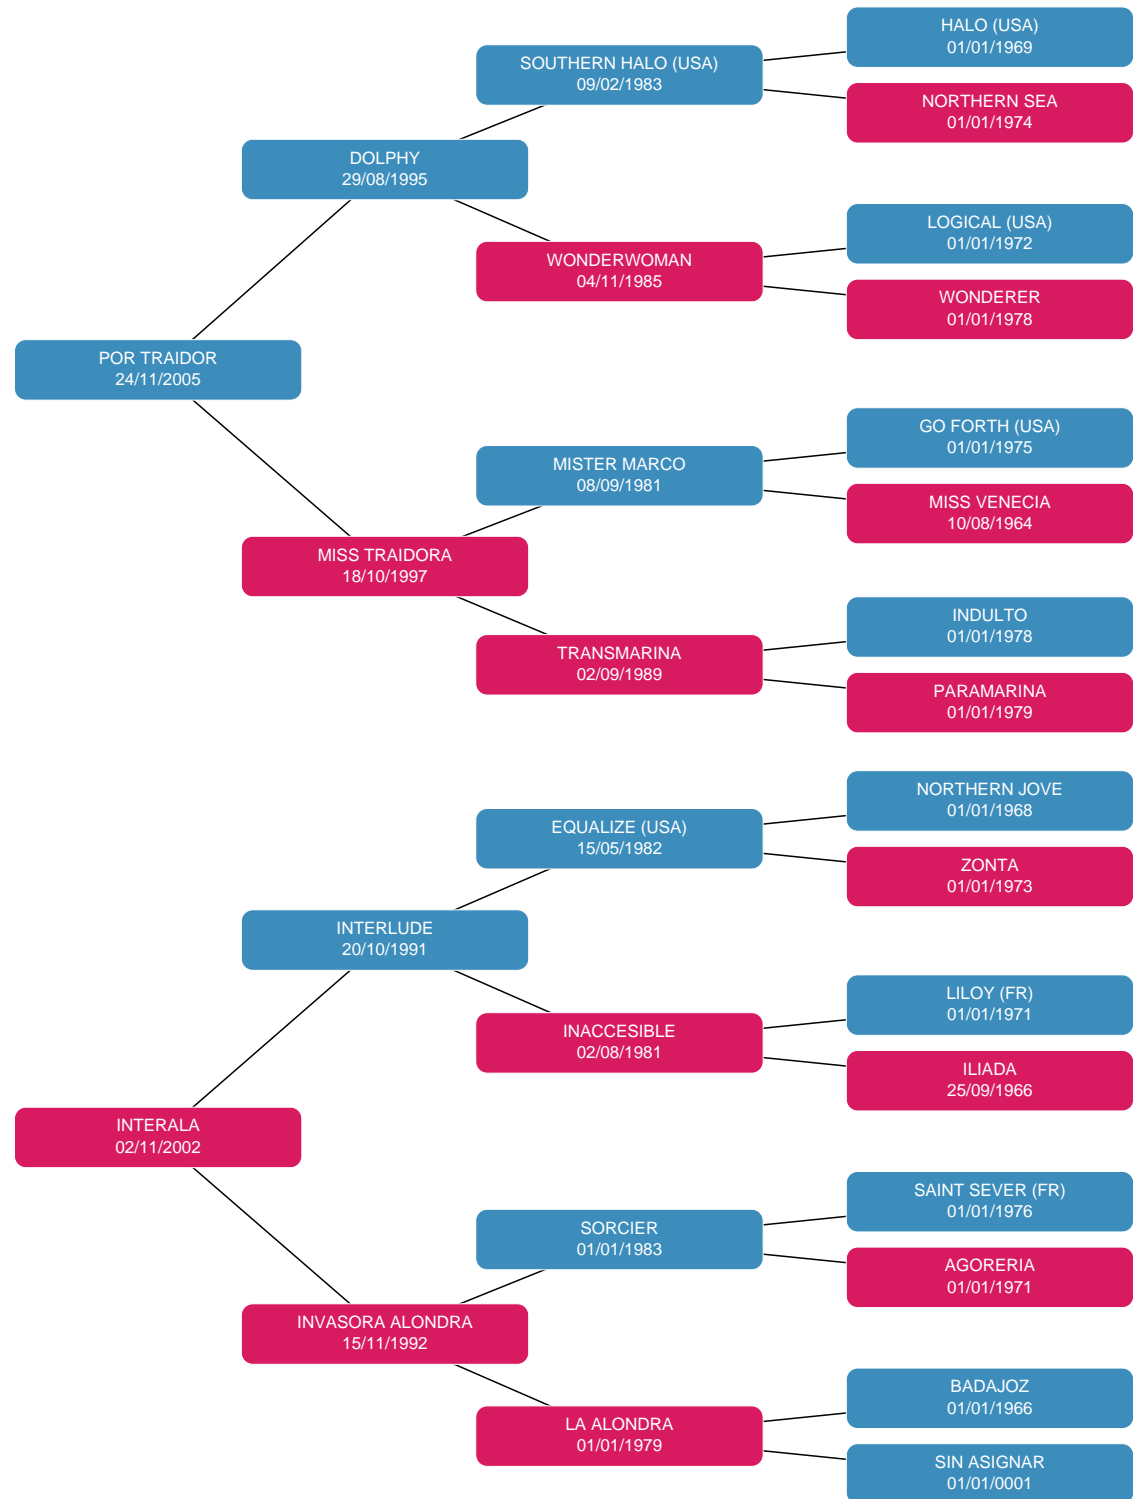 HALO (USA)
01/01/1969
SOUTHERN HALO (USA)
09/02/1983
NORTHERN SEA
01/01/1974
DOLPHY
29/08/1995
LOGICAL (USA)
01/01/1972
WONDERWOMAN
04/11/1985
WONDERER
01/01/1978
POR TRAIDOR
24/11/2005
GO FORTH (USA)
01/01/1975
MISTER MARCO
08/09/1981
MISS VENECIA
10/08/1964
MISS TRAIDORA
18/10/1997
INDULTO
01/01/1978
TRANSMARINA
02/09/1989
PARAMARINA
01/01/1979
NORTHERN JOVE
01/01/1968
EQUALIZE (USA)
15/05/1982
ZONTA
01/01/1973
INTERLUDE
20/10/1991
LILOY (FR)
01/01/1971
INACCESIBLE
02/08/1981
ILIADA
25/09/1966
INTERALA
02/11/2002
SAINT SEVER (FR)
01/01/1976
SORCIER
01/01/1983
AGORERIA
01/01/1971
INVASORA ALONDRA
15/11/1992
BADAJOZ
01/01/1966
LA ALONDRA
01/01/1979
SIN ASIGNAR
01/01/0001